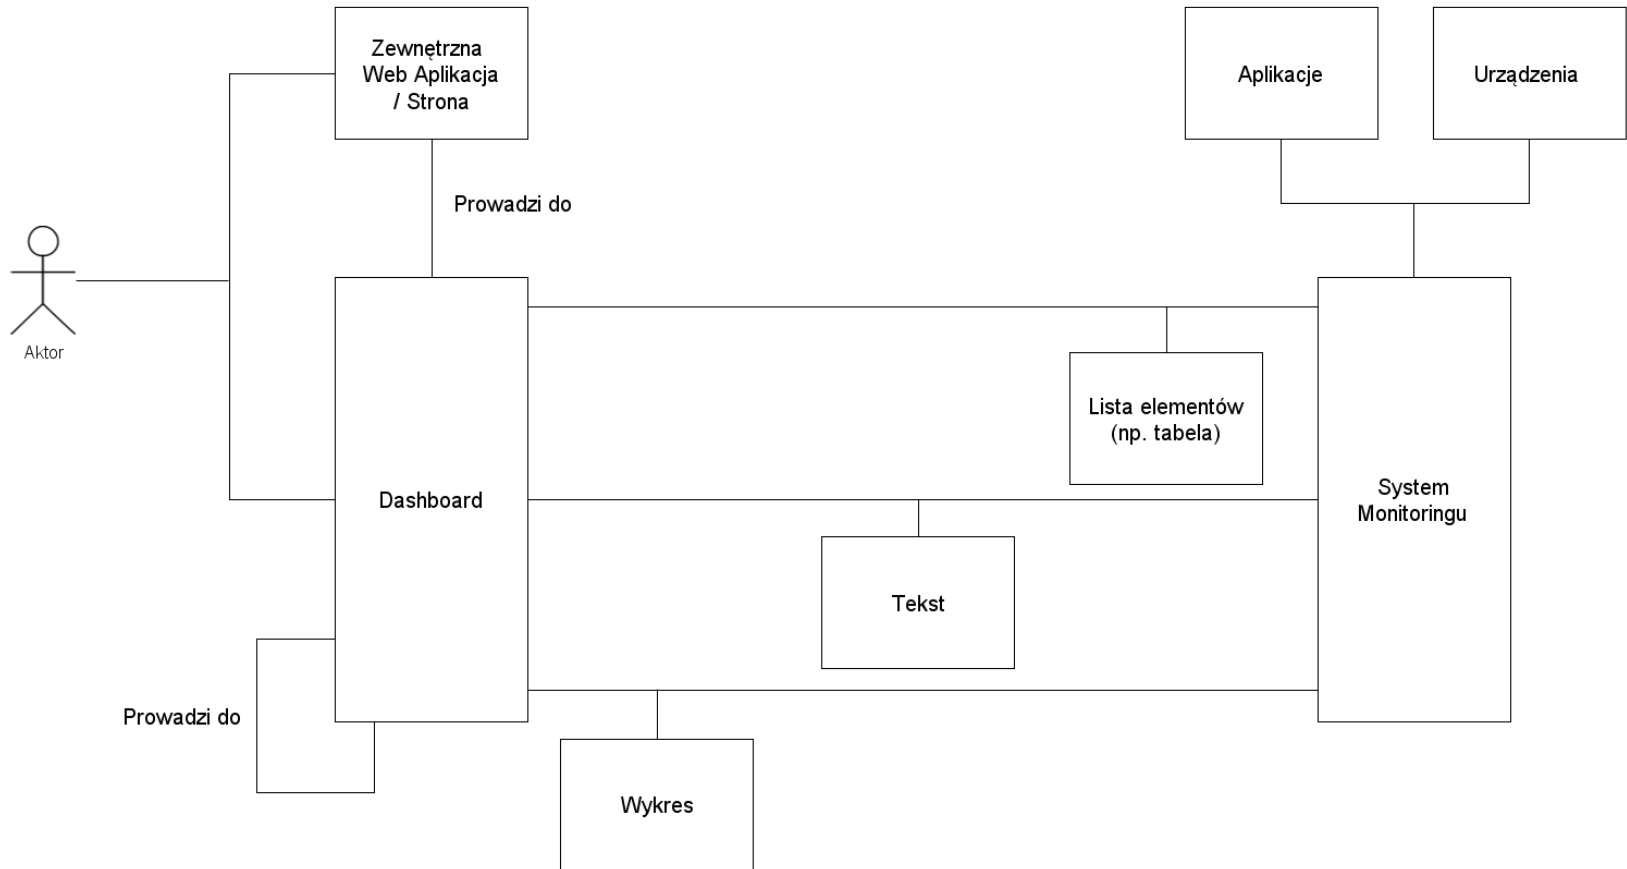 Zewnętrzna
Web Aplikacja
/ Strona
Aplikacje
Urządzenia
Prowadzi do
Aktor
Lista elementów
(np. tabela)
Dashboard
System
Monitoringu
Tekst
Prowadzi do
Wykres